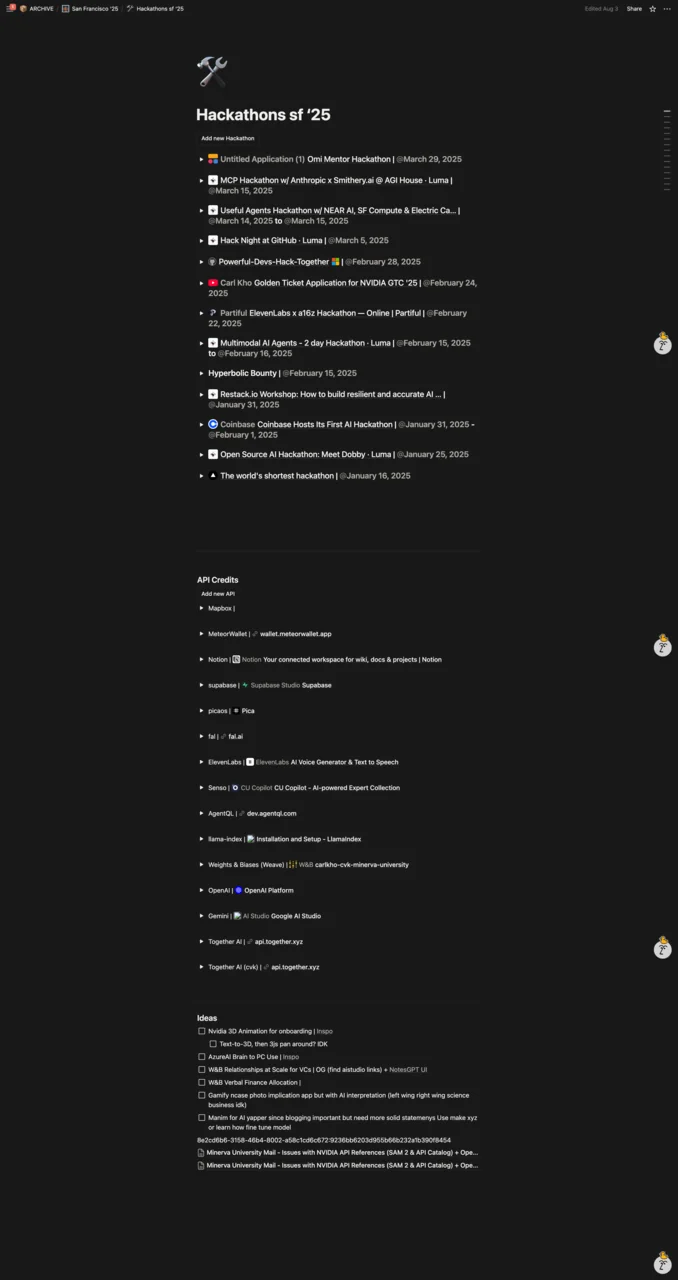 ARCHIVE / San Francisco '25 / Hackathons sf '25
Edited Aug 3 Share
Hackathons sf ‘25
Add new Hackathon
Untitled Application (1) Omi Mentor Hackathon | @March 29, 2025
MCP Hackathon w/ Anthropic x Smithery.ai @ AGI House · Luma |
@March 15, 2025
Useful Agents Hackathon w/ NEAR AI, SF Compute & Electric Ca... |
@March 14, 2025 to @March 15, 2025
Hack Night at GitHub · Luma | @March 5, 2025
Powerful-Devs-Hack-Together | @February 28, 2025
Carl Kho Golden Ticket Application for NVIDIA GTC '25 | @February 24,
2025
Partiful ElevenLabs x a16z Hackathon — Online | Partiful | @February
22, 2025
Multimodal AI Agents - 2 day Hackathon · Luma | @February 15, 2025
to @February 16, 2025
Hyperbolic Bounty | @February 15, 2025
Restack.io Workshop: How to build resilient and accurate AI ... |
@January 31, 2025
Coinbase Coinbase Hosts Its First AI Hackathon | @January 31, 2025 -
@February 1, 2025
Open Source AI Hackathon: Meet Dobby · Luma | @January 25, 2025
The world's shortest hackathon | @January 16, 2025
API Credits
Add new API
Mapbox |
MeteorWallet | wallet.meteorwallet.app
Notion | Notion Your connected workspace for wiki, docs & projects | Notion
supabase | Supabase Studio Supabase
picaos | Pica
fal | fal.ai
ElevenLabs | ElevenLabs AI Voice Generator & Text to Speech
Senso | CU Copilot CU Copilot - AI-powered Expert Collection
AgentQL | dev.agentql.com
llama-index | Installation and Setup - LlamaIndex
Weights & Biases (Weave) | W&B carlkho-cvk-minerva-university
OpenAI | OpenAI Platform
Gemini | AI Studio Google AI Studio
Together AI | api.together.xyz
Together AI (cvk) | api.together.xyz
Ideas
Nvidia 3D Animation for onboarding | Inspo
Text-to-3D, then 3js pan around? IDK
AzureAI Brain to PC Use | Inspo
W&B Relationships at Scale for VCs | OG (find aistudio links) + NotesGPT UI
W&B Verbal Finance Allocation |
Gamify ncase photo implication app but with AI interpretation (left wing right wing science
business idk)
Manim for AI yapper since blogging important but need more solid statemenys Use make xyz
or learn how fine tune model
8e2cd6b6-3158-46b4-8002-a58c1cd6c672:9236bb6203d955b66b232a1b390f8454
Minerva University Mail - Issues with NVIDIA API References (SAM 2 & API Catalog) + Ope...
Minerva University Mail - Issues with NVIDIA API References (SAM 2 & API Catalog) + Ope...